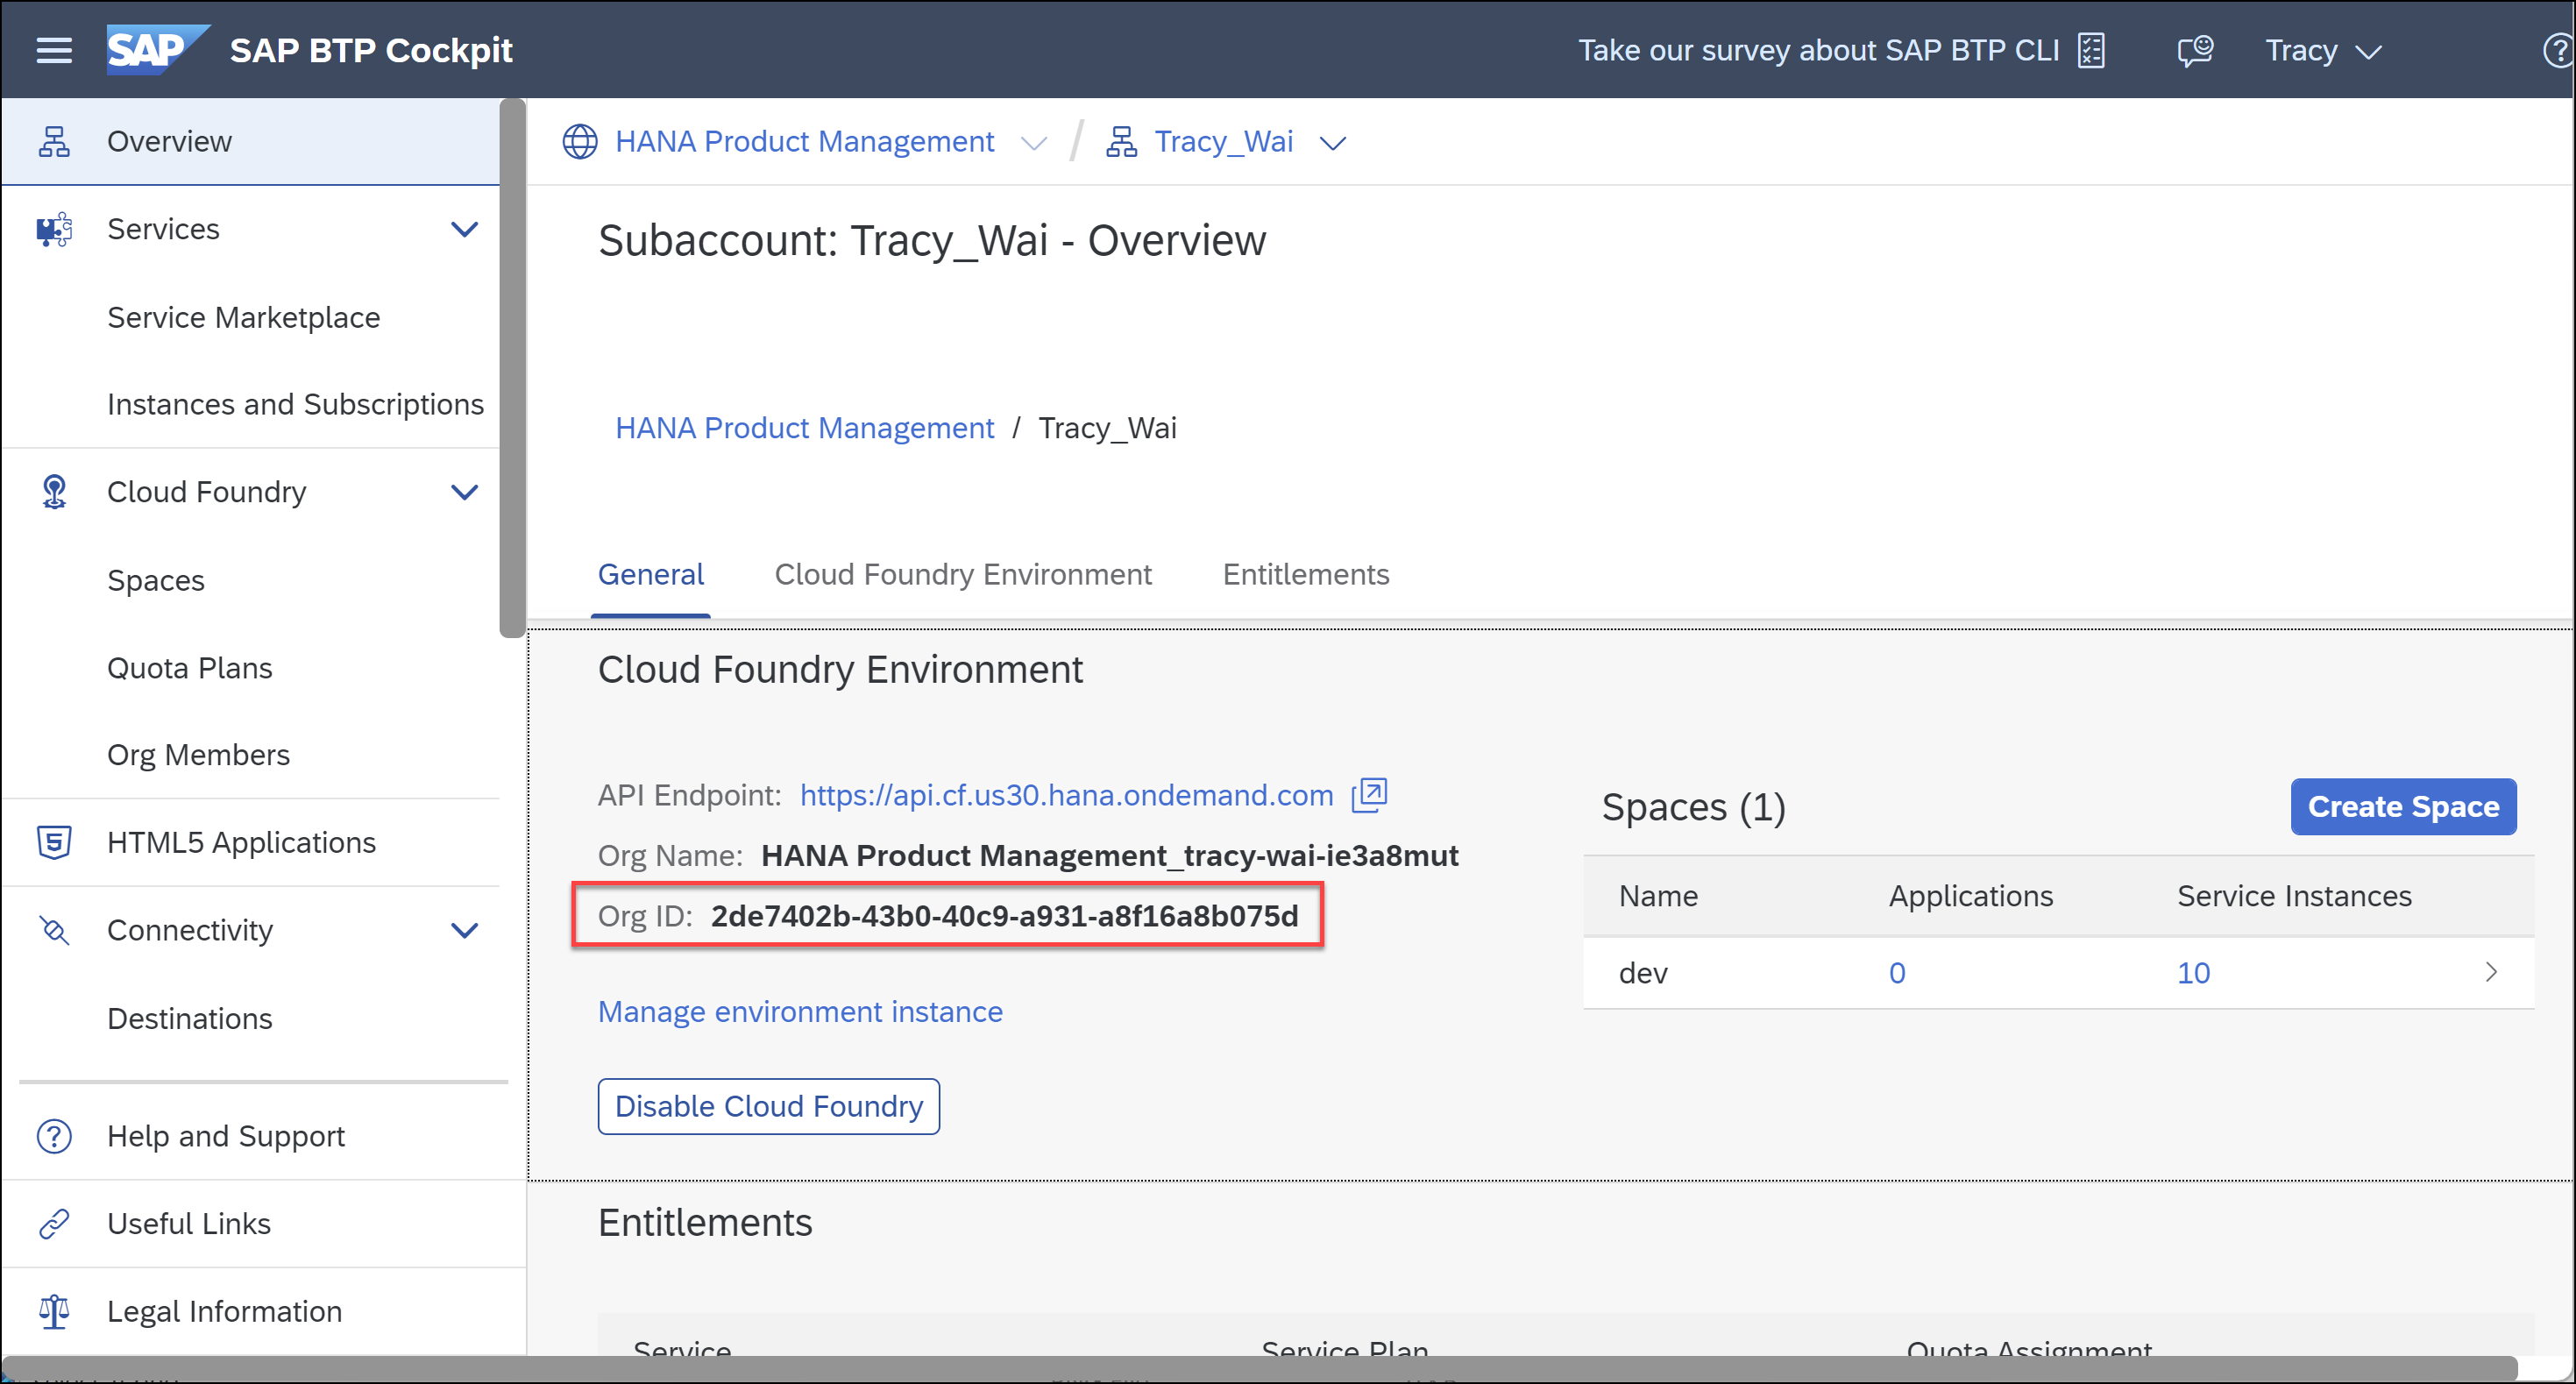 SAP SAP BTP Cockpit
Take our survey about SAP BTP CLI
Tracy
Overview
Services
Service Marketplace
Instances and Subscriptions
Cloud Foundry
Spaces
Quota Plans
Org Members
HTML5 Applications
Connectivity
Destinations
Help and Support
Useful Links
Legal Information
HANA Product Management / Tracy_Wai
Subaccount: Tracy_Wai - Overview
HANA Product Management / Tracy_Wai
General Cloud Foundry Environment Entitlements
Cloud Foundry Environment
API Endpoint: https://api.cf.us30.hana.ondemand.com
Org Name: HANA Product Management_tracy-wai-ie3a8mut
Org ID: 2de7402b-43b0-40c9-a931-a8f16a8b075d
Manage environment instance
Disable Cloud Foundry
Spaces (1)
Create Space
Name Applications Service Instances
dev 0 10
Entitlements
Service Service Plan Quota Assignment